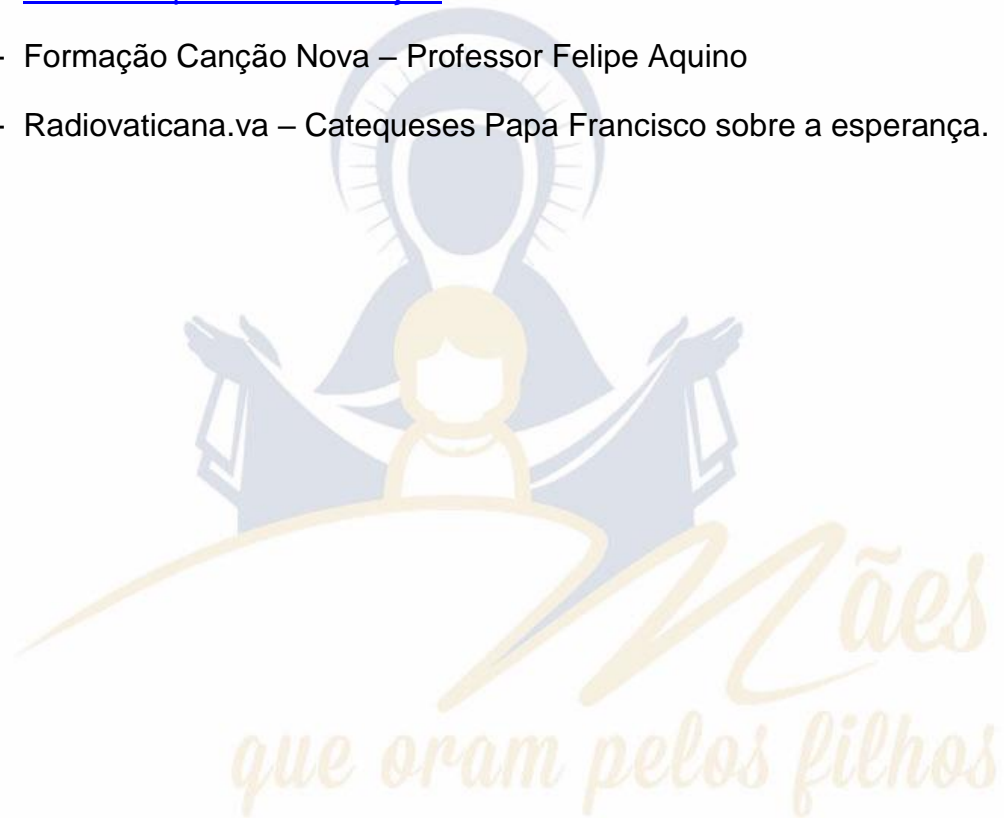 - Formação Canção Nova – Professor Felipe Aquino
- Radiovaticana.va – Catequeses Papa Francisco sobre a esperança.
Mães
que oram pelos filhos